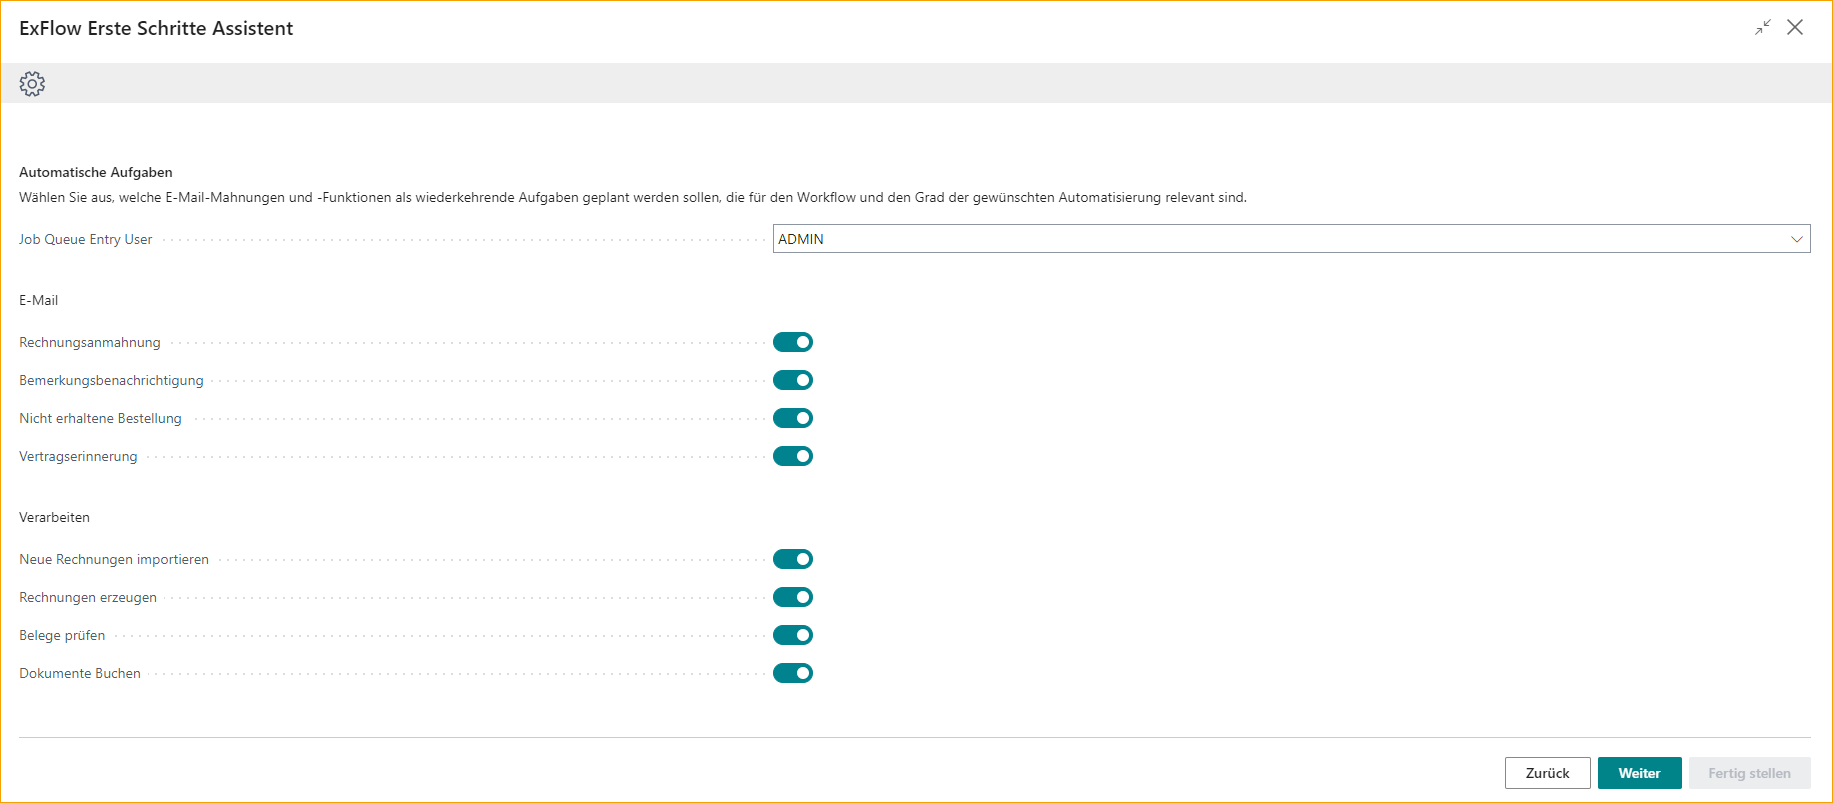 ExFlow Erste Schritte Assistent
Automatische Aufgaben
Wählen Sie aus, welche E-Mail-Mahnungen und -Funktionen als wiederkehrende Aufgaben geplant werden sollen, die für den Workflow und den Grad der gewünschten Automatisierung relevant sind.
Job Queue Entry User ADMIN
E-Mail
Rechnungsanmahnung
Bemerkungsbenachrichtigung
Nicht erhaltene Bestellung
Vertragserinnerung
Verarbeiten
Neue Rechnungen importieren
Rechnungen erzeugen
Belege prüfen
Dokumente Buchen
Zurück Weiter Fertig stellen